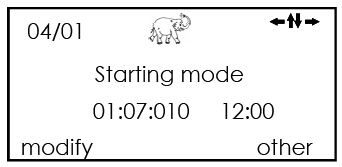 04/01
Starting mode
01:07:010 12:00
modify other